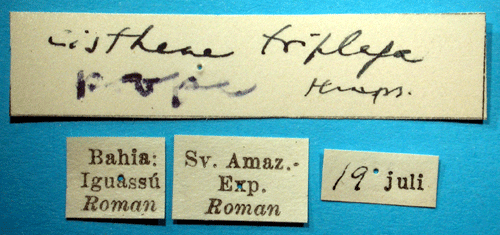 Cisthene triplaga
Hmps.
Bahia:
Iguassú
Roman
Sv. Amaz.-
Exp.
Roman
19 juli